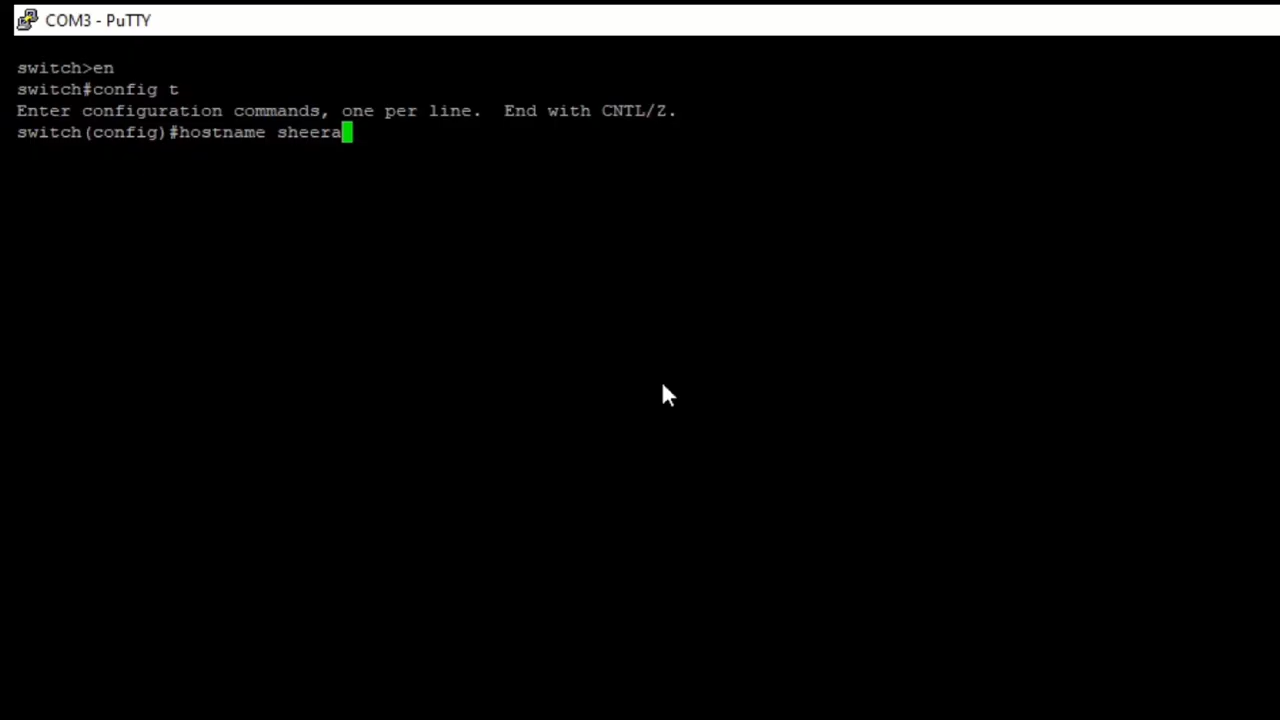 COM3 - PuTTY
switch>en
switch#config t
Enter configuration commands, one per line.  End with CNTL/Z.
switch(config)#hostname sheera